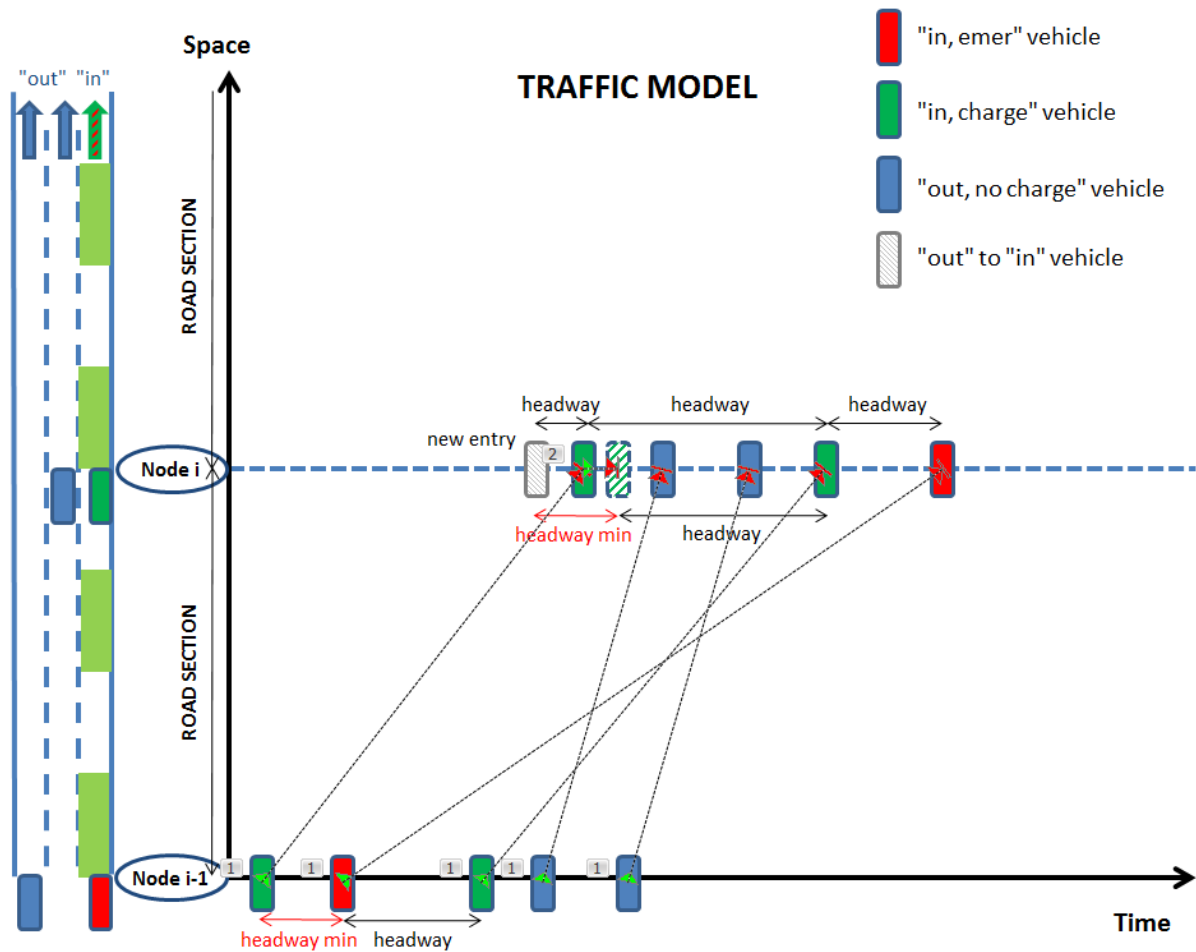 Space
"out" "in"
TRAFFIC MODEL
"in, emer" vehicle
"in, charge" vehicle
"out, no charge" vehicle
"out" to "in" vehicle
ROAD SECTION
headway
headway
headway
new entry
2
Node i
headway min
headway
ROAD SECTION
1
1
1
1
1
Node i-1
Time
headway min
headway